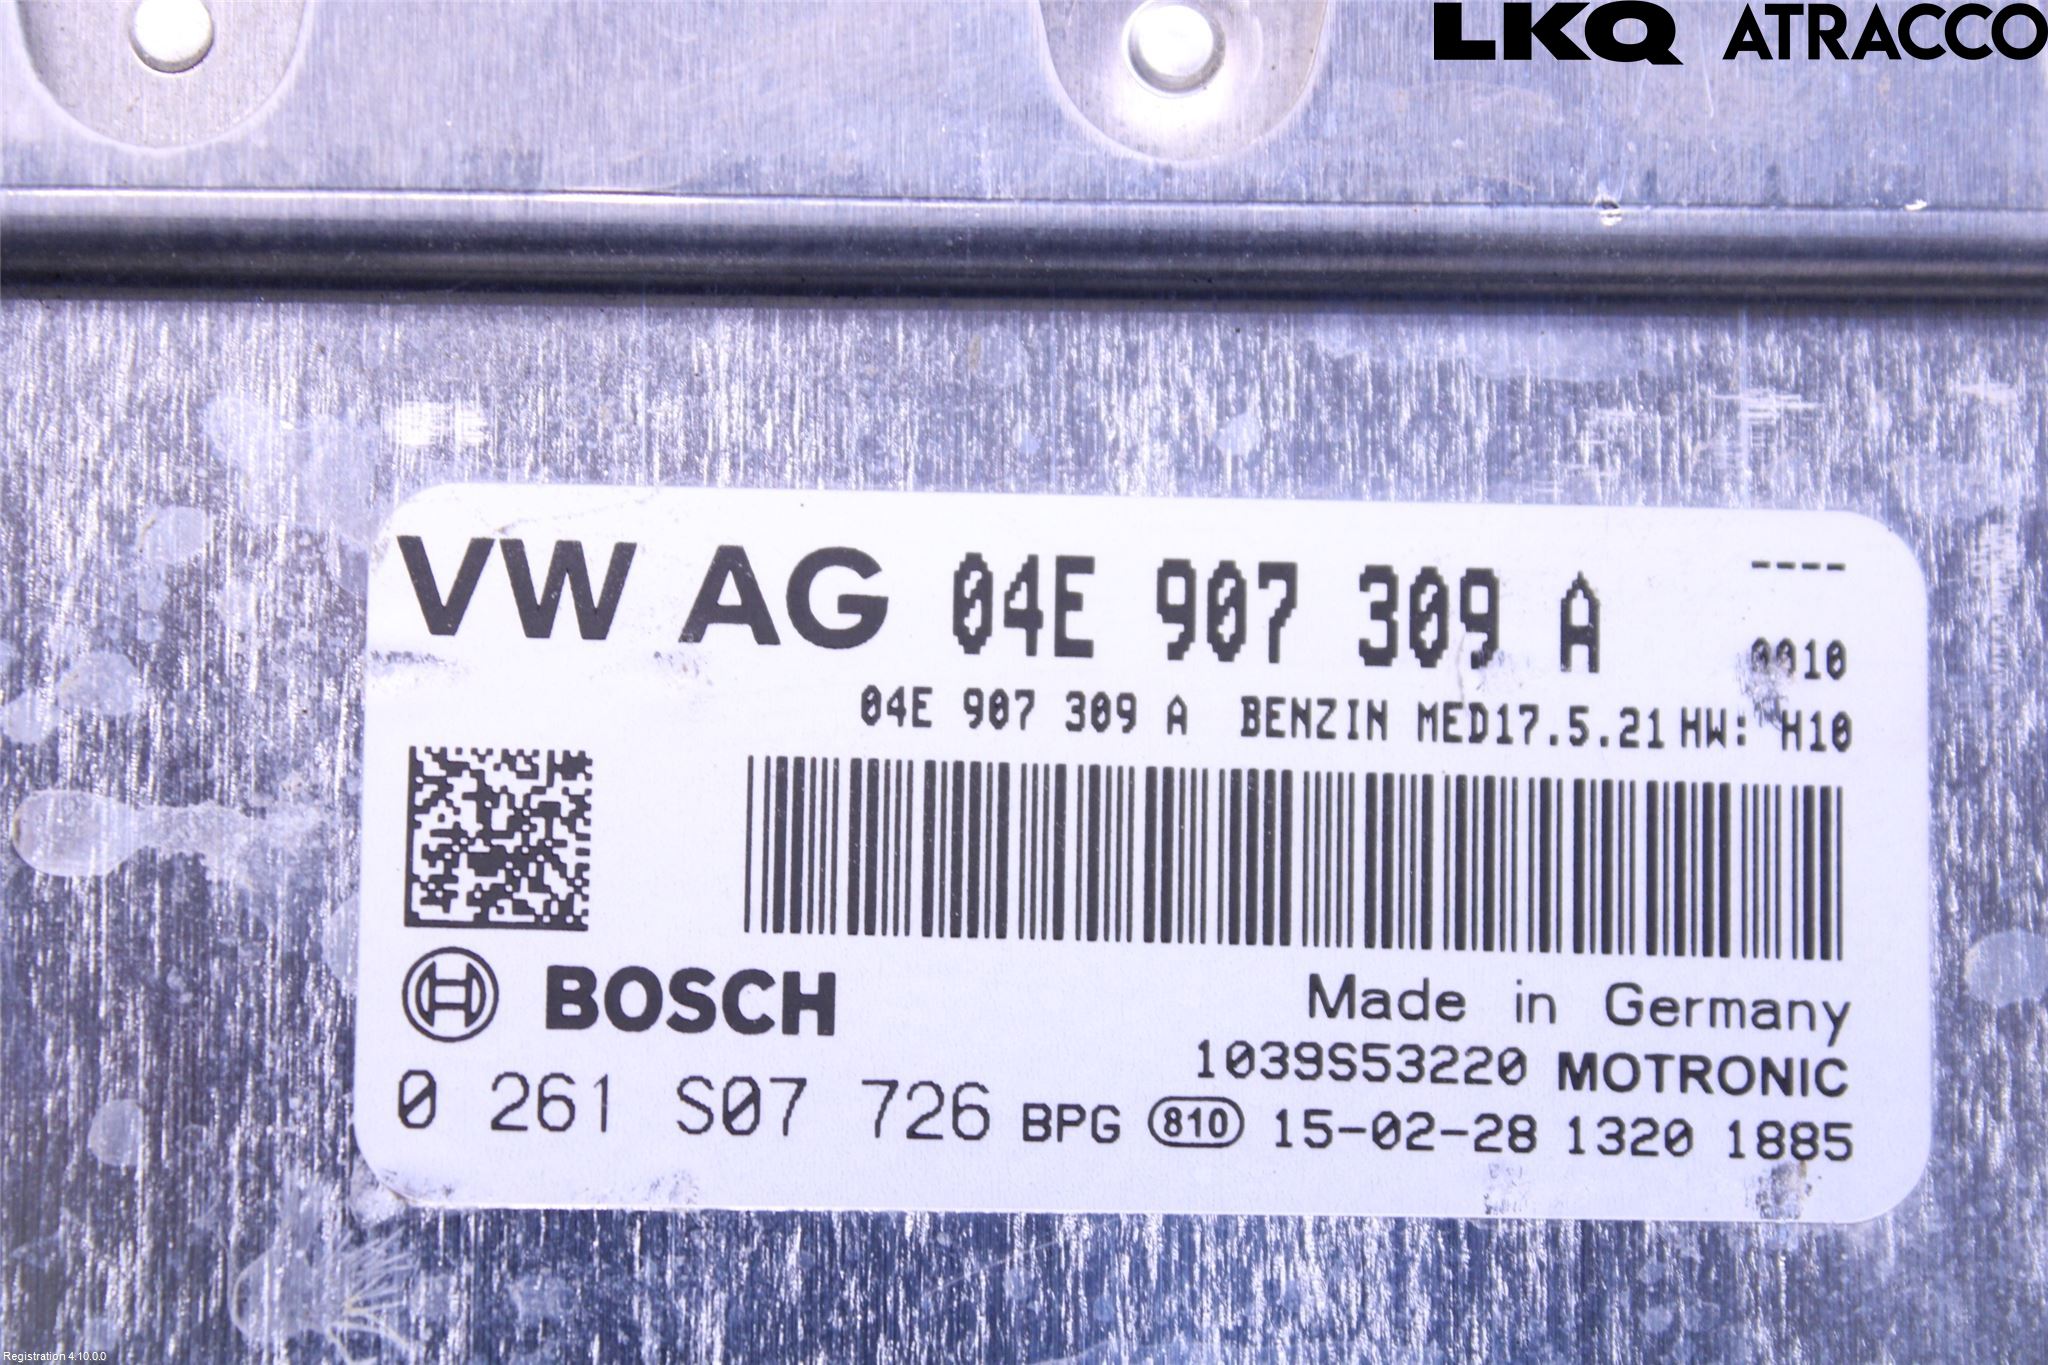 LKQ ATRACCO
VW AG 04E 907 309 A ----
0010
04E 907 309 A BENZIN MED17.5.21 HW: H10
BOSCH
Made in Germany
1039S53220 MOTRONIC
0 261 S07 726 BPG 810 15-02-28 1320 1885
Registration 4.10.0.0